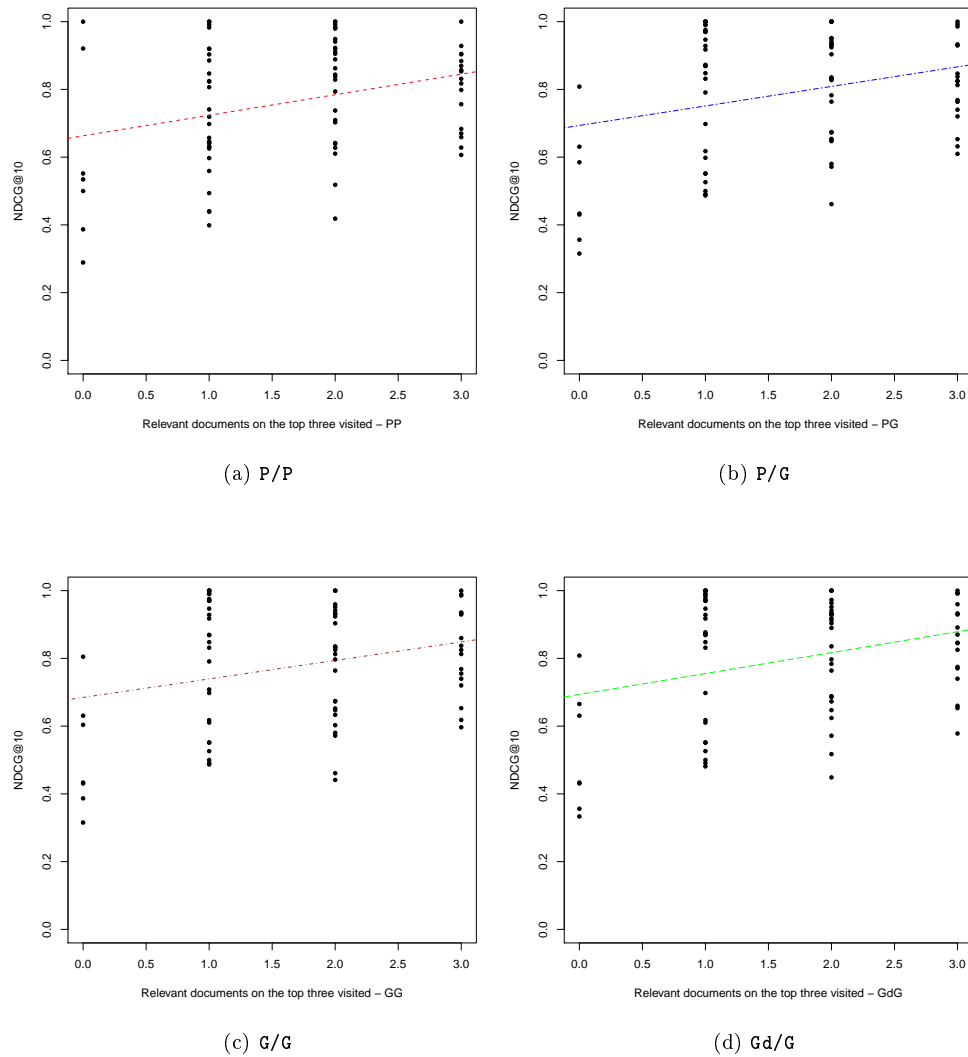 NDCG@10
1.0
0.8
0.6
0.4
0.2
0.0
0.0 0.5 1.0 1.5 2.0 2.5 3.0
Relevant documents on the top three visited − PP
(a) P/P
NDCG@10
1.0
0.8
0.6
0.4
0.2
0.0
0.0 0.5 1.0 1.5 2.0 2.5 3.0
Relevant documents on the top three visited − PG
(b) P/G
NDCG@10
1.0
0.8
0.6
0.4
0.2
0.0
0.0 0.5 1.0 1.5 2.0 2.5 3.0
Relevant documents on the top three visited − GG
(c) G/G
NDCG@10
1.0
0.8
0.6
0.4
0.2
0.0
0.0 0.5 1.0 1.5 2.0 2.5 3.0
Relevant documents on the top three visited − GdG
(d) Gd/G